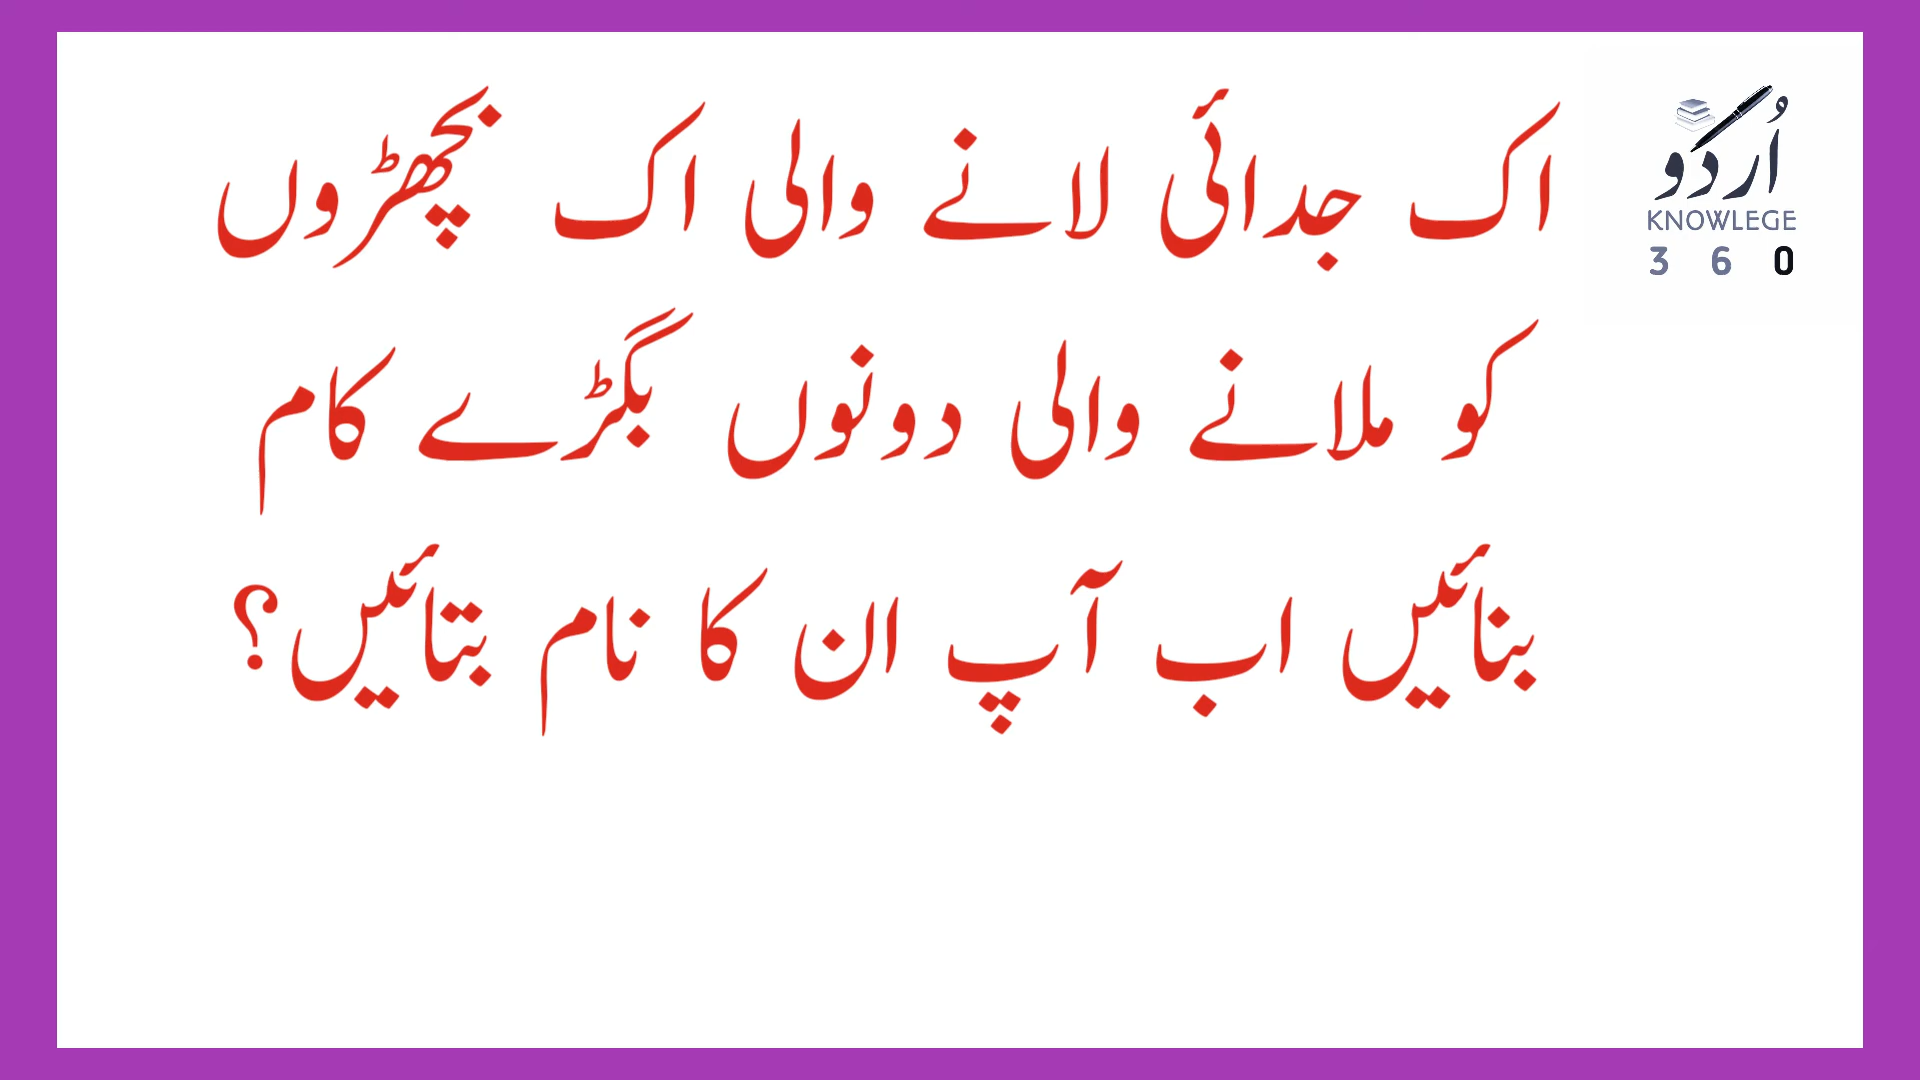 اک جدائی لانے والی اک بچھڑوں
کو ملانے والی دونوں بگڑے کام
بنائیں اب آپ ان کا نام بتائیں؟
اُردو
KNOWLEGE
3 6 0